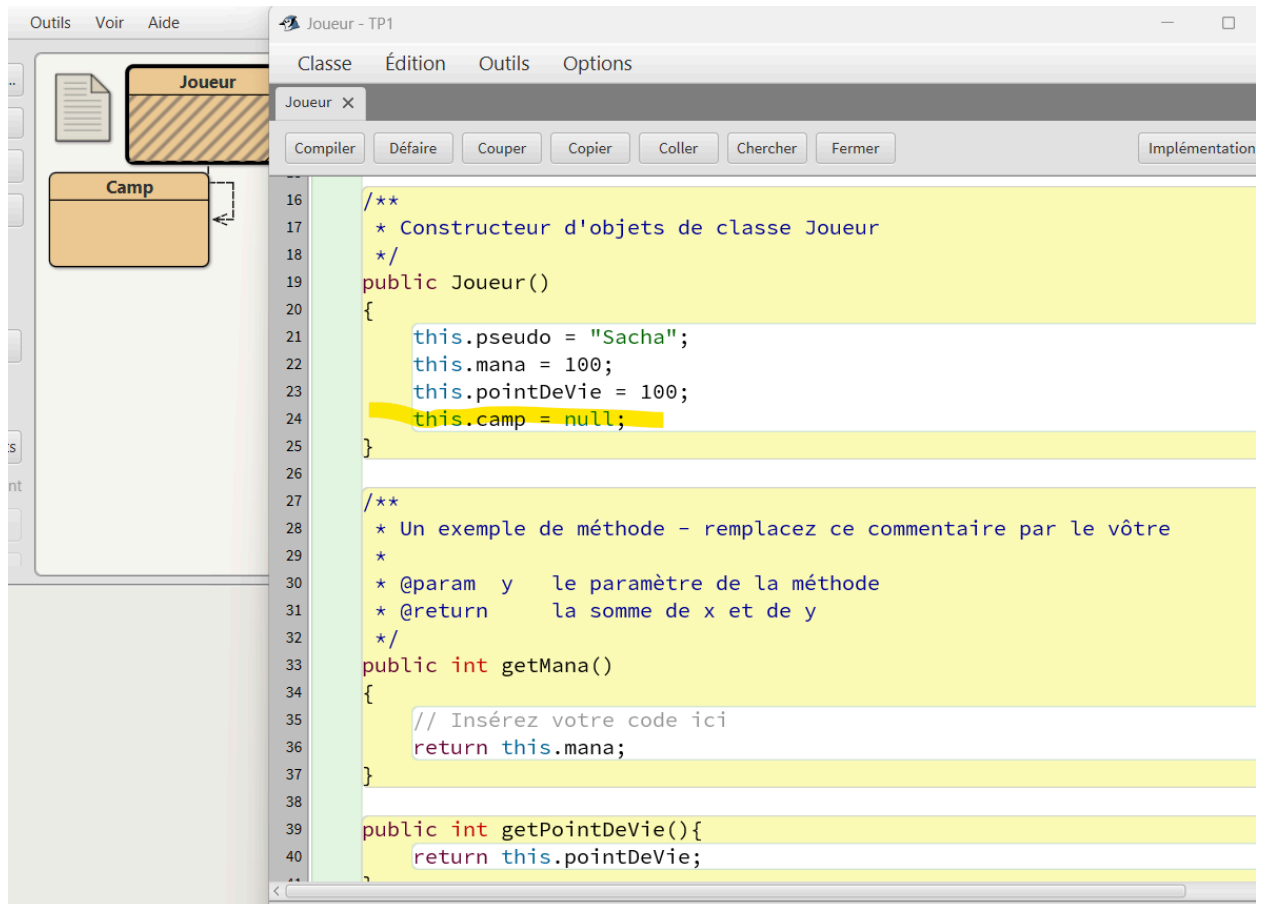 Outils Voir Aide
Joueur - TP1
Classe Édition Outils Options
Joueur X
Compiler Défaire Couper Copier Coller Chercher Fermer Implémentation
Joueur
Camp
16 /**
17 * Constructeur d'objets de classe Joueur
18 */
19 public Joueur()
20 {
21 this.pseudo = "Sacha";
22 this.mana = 100;
23 this.pointDeVie = 100;
24 this.camp = null;
25 }
26
27 /**
28 * Un exemple de méthode – remplacez ce commentaire par le vôtre
29 *
30 * @param y le paramètre de la méthode
31 * @return la somme de x et de y
32 */
33 public int getMana()
34 {
35 // Insérez votre code ici
36 return this.mana;
37 }
38
39 public int getPointDeVie(){
40 return this.pointDeVie;